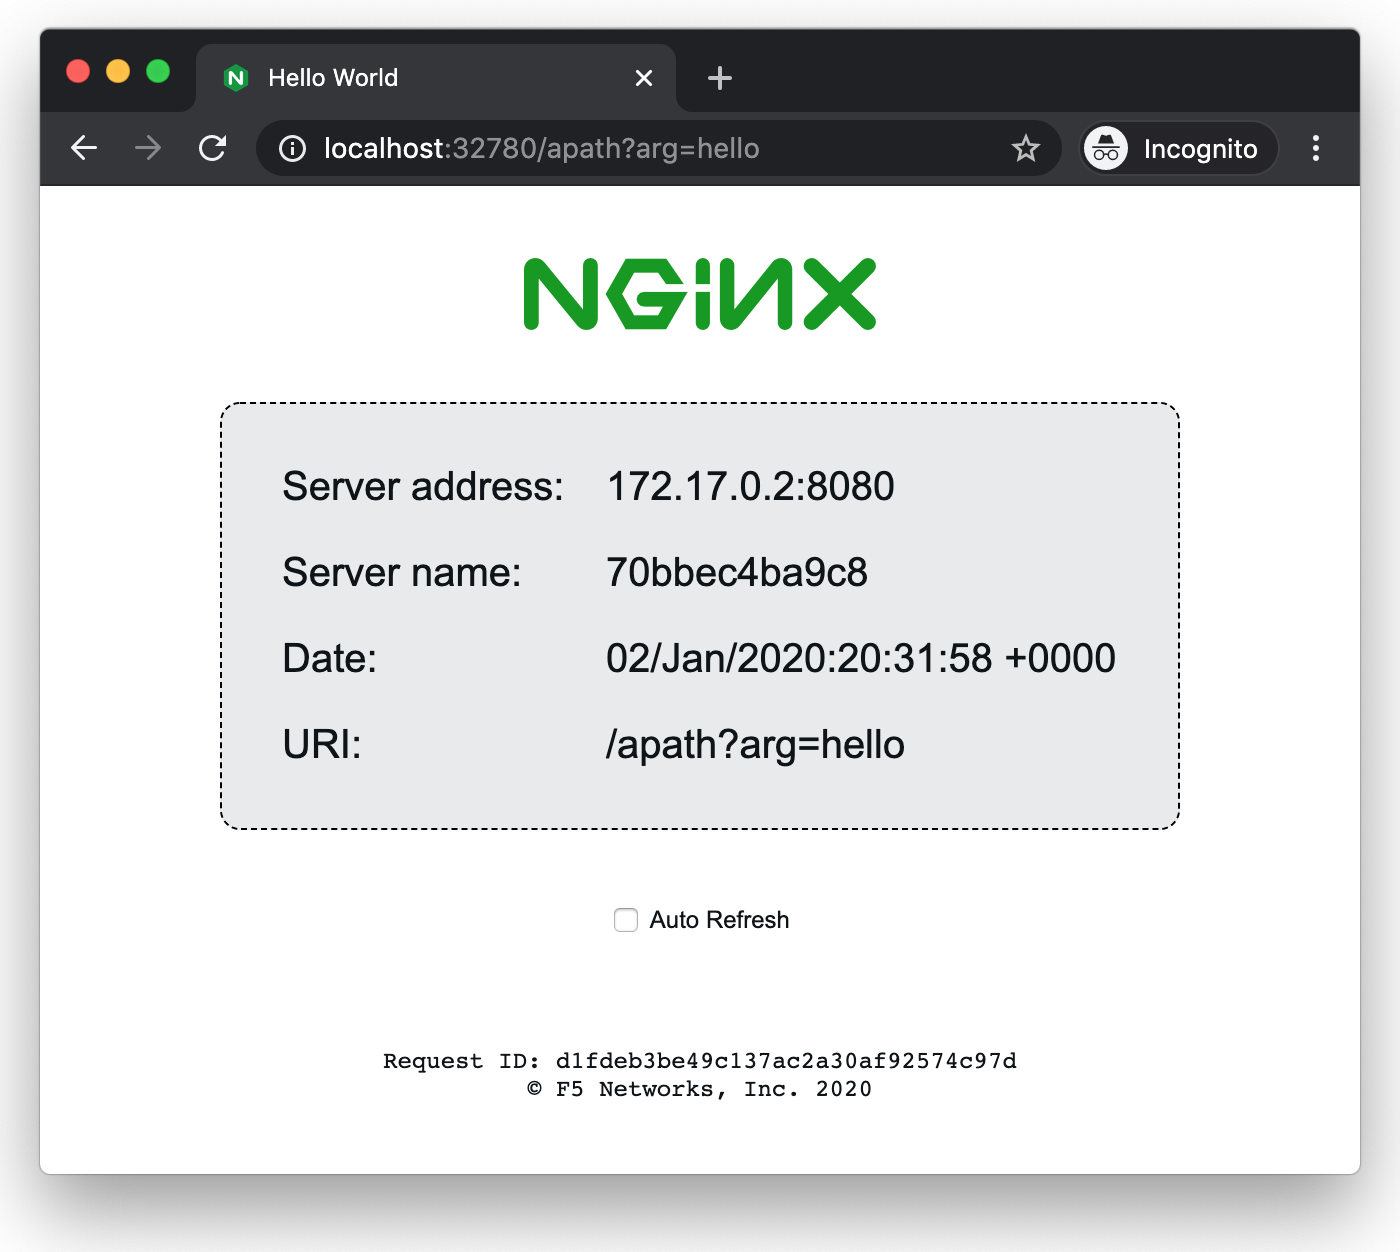 Hello World
localhost:32780/apath?arg=hello
Incognito
NGINX
Server address: 172.17.0.2:8080
Server name: 70bbec4ba9c8
Date: 02/Jan/2020:20:31:58 +0000
URI: /apath?arg=hello
Auto Refresh
Request ID: d1fdeb3be49c137ac2a30af92574c97d
© F5 Networks, Inc. 2020